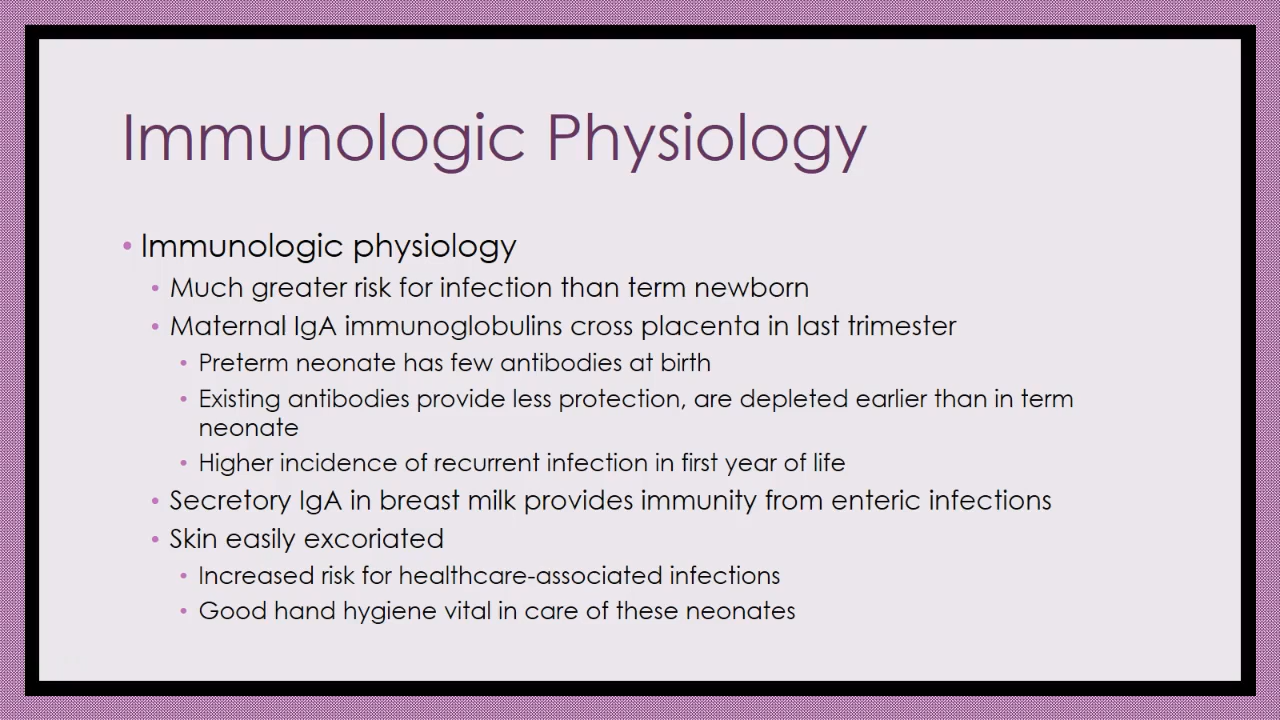 Immunologic Physiology
• Immunologic physiology
• Much greater risk for infection than term newborn
• Maternal IgA immunoglobulins cross placenta in last trimester
• Preterm neonate has few antibodies at birth
• Existing antibodies provide less protection, are depleted earlier than in term
neonate
• Higher incidence of recurrent infection in first year of life
• Secretory IgA in breast milk provides immunity from enteric infections
• Skin easily excoriated
• Increased risk for healthcare-associated infections
• Good hand hygiene vital in care of these neonates